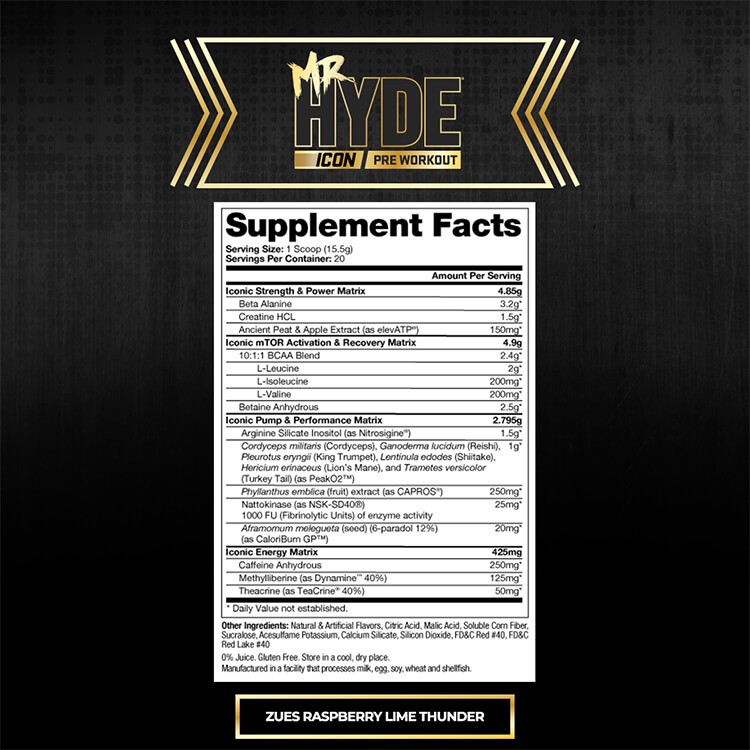 MR.
HYDE
ICON PRE WORKOUT
Supplement Facts
Serving Size: 1 Scoop (15.5g)
Servings Per Container: 20
Amount Per Serving
Iconic Strength & Power Matrix 4.85g
Beta Alanine 3.2g*
Creatine HCL 1.5g*
Ancient Peat & Apple Extract (as elevATP®) 150mg*
Iconic mTOR Activation & Recovery Matrix 4.9g
10:1:1 BCAA Blend 2.4g*
L-Leucine 2g*
L-Isoleucine 200mg*
L-Valine 200mg*
Betaine Anhydrous 2.5g*
Iconic Pump & Performance Matrix 2.795g
Arginine Silicate Inositol (as Nitrosigine®) 1.5g*
Cordyceps militaris (Cordyceps), Ganoderma lucidum (Reishi), 1g*
Pleurotus eryngii (King Trumpet), Lentinula edodes (Shiitake),
Hericium erinaceus (Lion's Mane), and Trametes versicolor
(Turkey Tail) (as PeakO2™)
Phyllanthus emblica (fruit) extract (as CAPROS®) 250mg*
Nattokinase (as NSK-SD40®) 25mg*
1000 FU (Fibrinolytic Units) of enzyme activity
Aframomum melegueta (seed) (6-paradol 12%) 20mg*
(as CaloriBurn GP™)
Iconic Energy Matrix 425mg
Caffeine Anhydrous 250mg*
Methylliberine (as Dynamine™ 40%) 125mg*
Theacrine (as TeaCrine® 40%) 50mg*
* Daily Value not established.
Other Ingredients: Natural & Artificial Flavors, Citric Acid, Malic Acid, Soluble Corn Fiber,
Sucralose, Acesulfame Potassium, Calcium Silicate, Silicon Dioxide, FD&C Red #40, FD&C
Red Lake #40
0% Juice. Gluten Free. Store in a cool, dry place.
Manufactured in a facility that processes milk, egg, soy, wheat and shellfish.
ZUES RASPBERRY LIME THUNDER